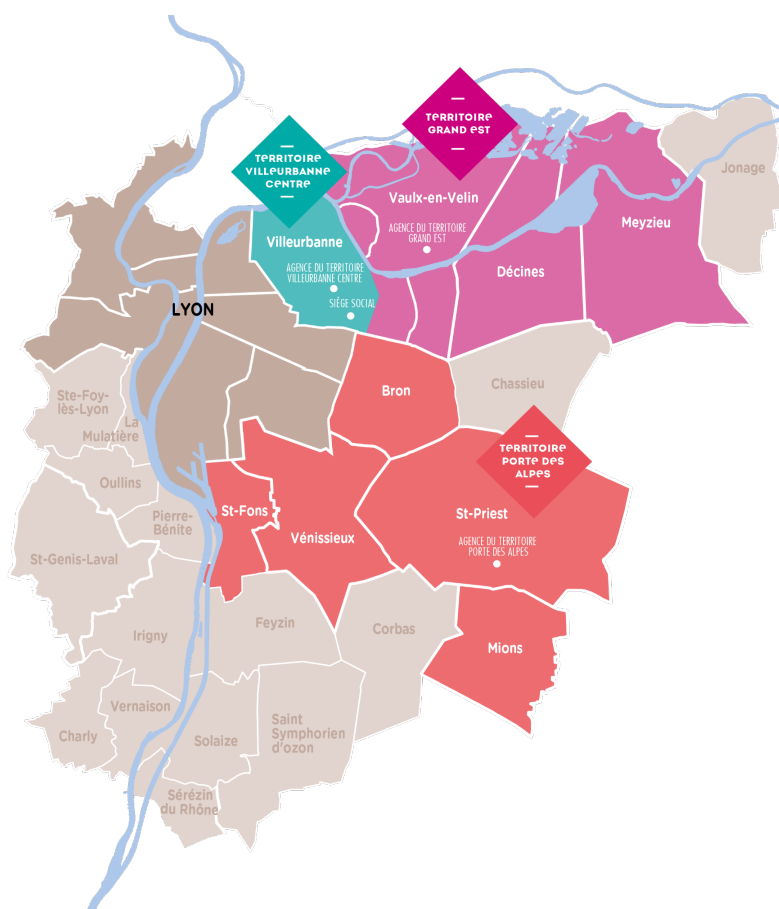 TERRITOIRE
GRAND EST
TERRITOIRE
VILLEURBANNE
CENTRE
Jonage
Vaulx-en-Velin
Meyzieu
AGENCE DU TERRITOIRE
GRAND EST
Villeurbanne
AGENCE DU TERRITOIRE
VILLEURBANNE CENTRE
Décines
SIÈGE SOCIAL
LYON
Bron
Chassieu
Ste-Foy-
lès-Lyon
La
Mulatière
TERRITOIRE
PORTE DES
ALPES
Oullins
St-Fons
St-Priest
Pierre-
Bénite
Vénissieux
AGENCE DU TERRITOIRE
PORTE DES ALPES
St-Genis-Laval
Feyzin
Corbas
Irigny
Mions
Vernaison
Charly
Solaize
Saint
Symphorien
d'ozon
Sérézin
du Rhône